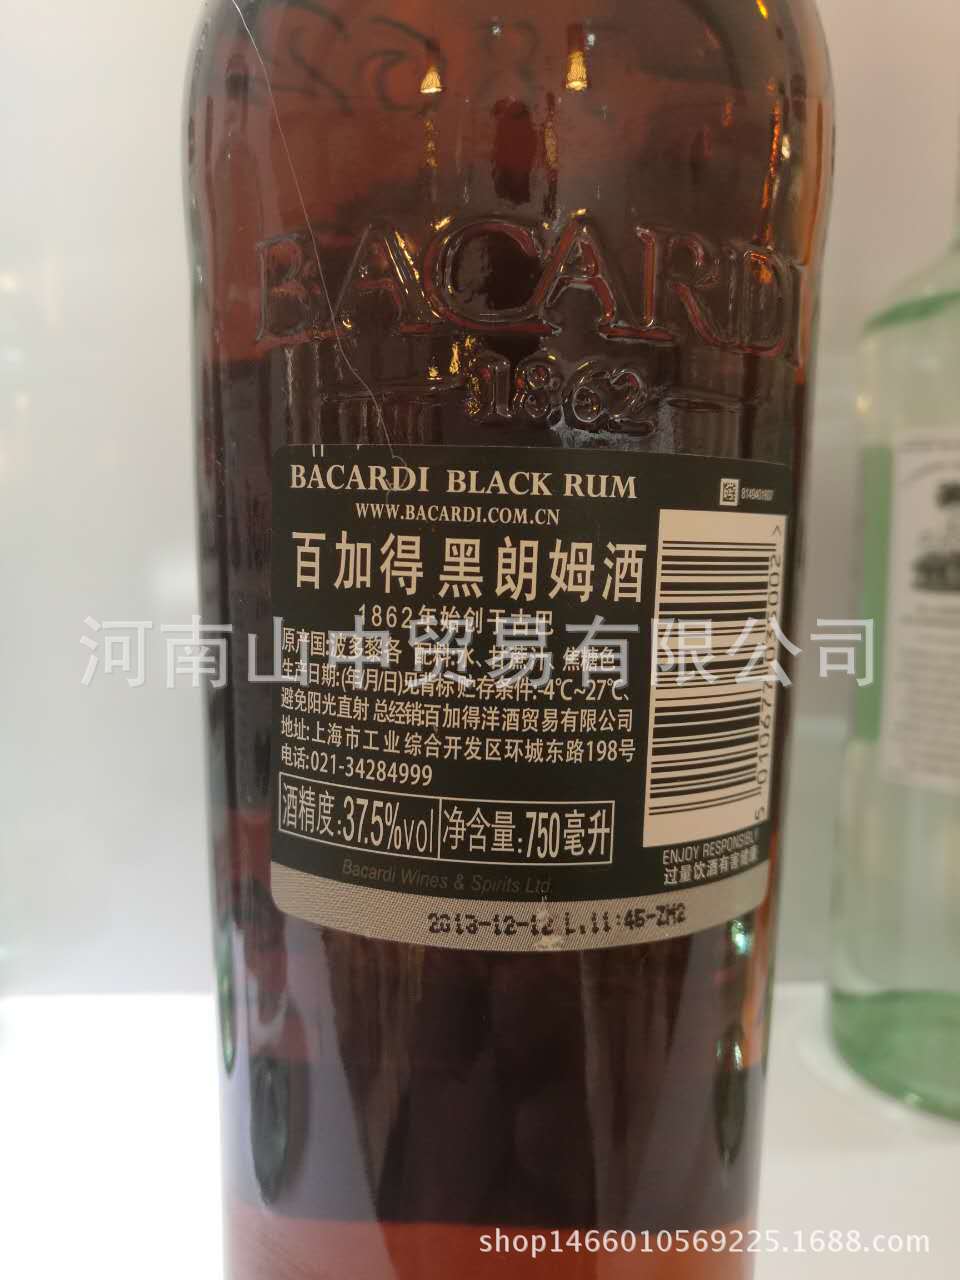 BACARDI
1862
BACARDI BLACK RUM
WWW.BACARDI.COM.CN
8149401607
百加得黑朗姆酒
1862年始创于古巴
原产国:波多黎各 配料:水、甘蔗汁、焦糖色
生产日期:(年/月/日)见背标 贮存条件:-4℃~27℃、
避免阳光直射 总经销:百加得洋酒贸易有限公司
地址:上海市工业综合开发区环城东路198号
电话:021-34284999
酒精度:37.5%vol 净含量:750毫升
ENJOY RESPONSIBLY
过量饮酒有害健康
Bacardi Wines & Spirits Ltd.
2013-12-12 L.11:45-ZM2
河南山中贸易有限公司
shop1466010569225.1688.com